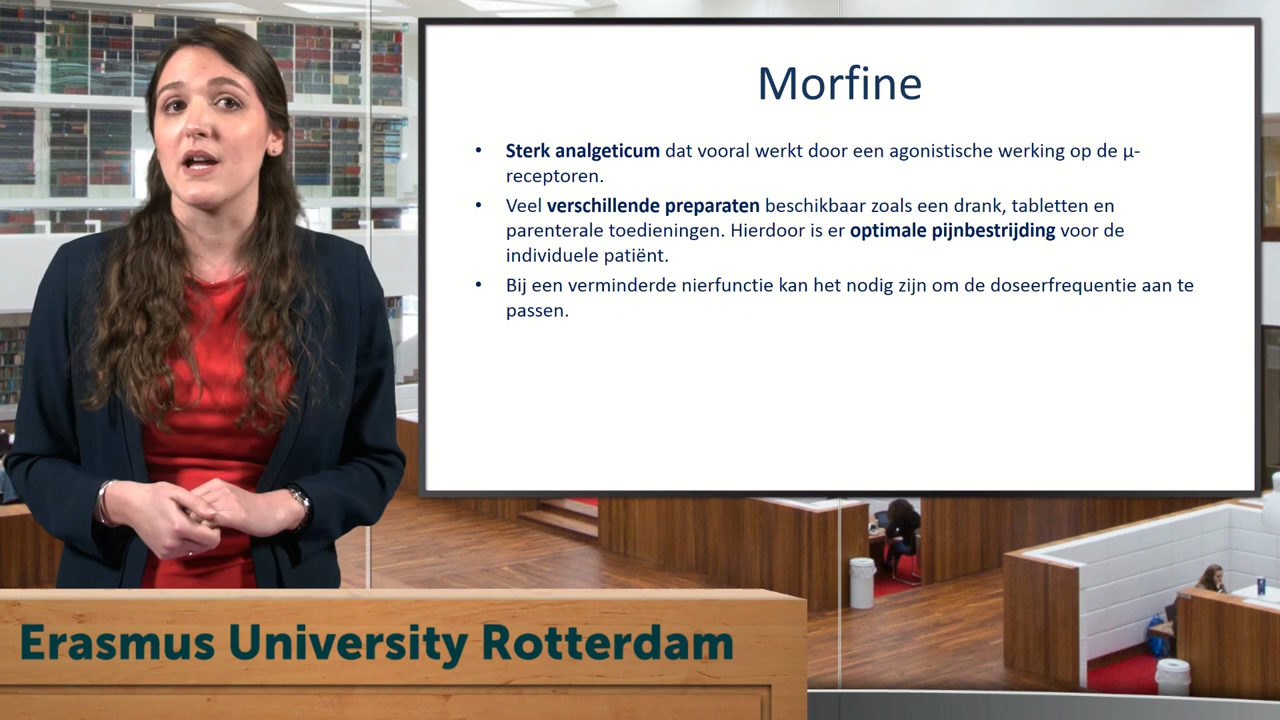 Morfine
• Sterk analgeticum dat vooral werkt door een agonistische werking op de µ-
receptoren.
• Veel verschillende preparaten beschikbaar zoals een drank, tabletten en
parenterale toedieningen. Hierdoor is er optimale pijnbestrijding voor de
individuele patiënt.
• Bij een verminderde nierfunctie kan het nodig zijn om de doseerfrequentie aan te
passen.
Erasmus University Rotterdam